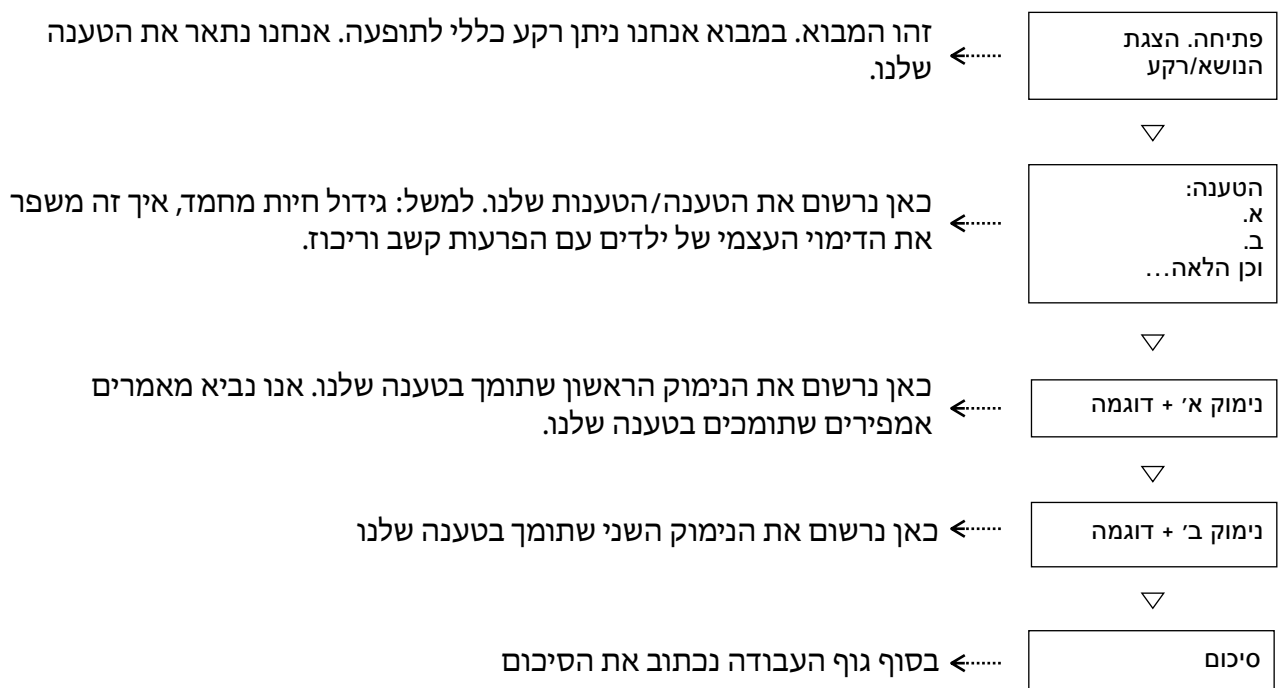 פתיחה. הצגת
הנושא/רקע
זהו המבוא. במבוא אנחנו ניתן רקע כללי לתופעה. אנחנו נתאר את הטענה
שלנו.
הטענה:
א.
ב.
וכן הלאה...
כאן נרשום את הטענה/הטענות שלנו. למשל: גידול חיות מחמד, איך זה משפר
את הדימוי העצמי של ילדים עם הפרעות קשב וריכוז.
נימוק א׳ + דוגמה
כאן נרשום את הנימוק הראשון שתומך בטענה שלנו. אנו נביא מאמרים
אמפירים שתומכים בטענה שלנו.
נימוק ב׳ + דוגמה
כאן נרשום את הנימוק השני שתומך בטענה שלנו
סיכום
בסוף גוף העבודה נכתוב את הסיכום